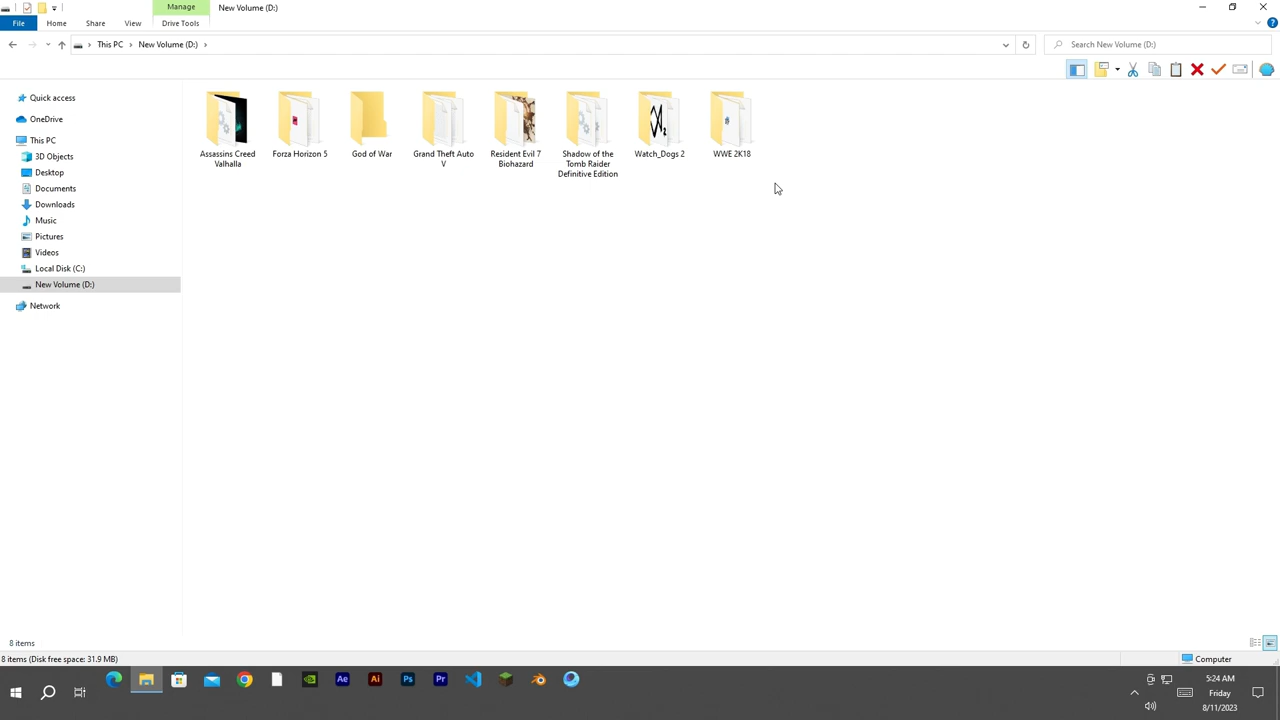 Manage
New Volume (D:)
File
Home
Share
View
Drive Tools
This PC
New Volume (D:)
Search New Volume (D:)
Quick access
OneDrive
This PC
3D Objects
Desktop
Documents
Downloads
Music
Pictures
Videos
Local Disk (C:)
New Volume (D:)
Network
Assassins Creed
Valhalla
Forza Horizon 5
God of War
Grand Theft Auto
V
Resident Evil 7
Biohazard
Shadow of the
Tomb Raider
Definitive Edition
Watch_Dogs 2
WWE 2K18
8 items
8 items (Disk free space: 31.9 MB)
Computer
Ae
Ai
Ps
Pr
5:24 AM
Friday
8/11/2023